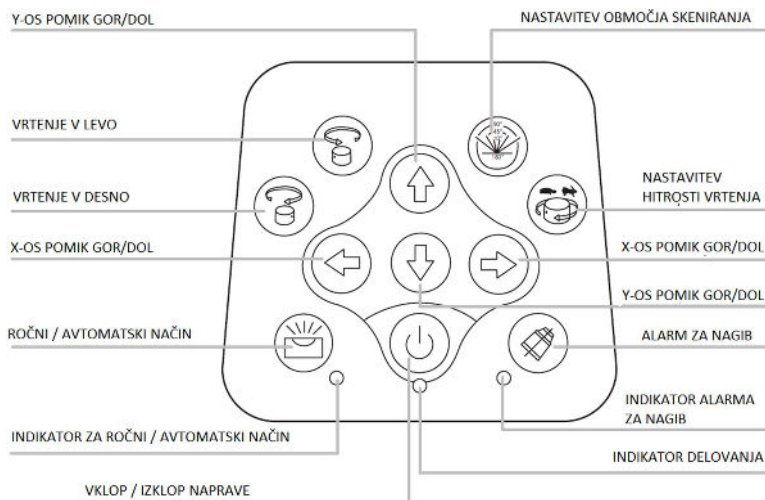 Y-OS POMIK GOR/DOL
NASTAVITEV OBMOČJA SKENIRANJA
VRTENJE V LEVO
VRTENJE V DESNO
NASTAVITEV
HITROSTI VRTENJA
X-OS POMIK GOR/DOL
X-OS POMIK GOR/DOL
Y-OS POMIK GOR/DOL
ROČNI / AVTOMATSKI NAČIN
ALARM ZA NAGIB
INDIKATOR ALARMA
ZA NAGIB
INDIKATOR ZA ROČNI / AVTOMATSKI NAČIN
INDIKATOR DELOVANJA
VKLOP / IZKLOP NAPRAVE